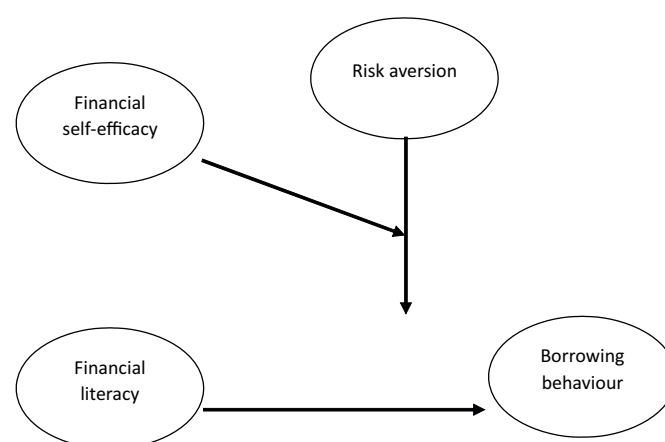 Risk aversion
Financial
self-efficacy
Financial
literacy
Borrowing
behaviour